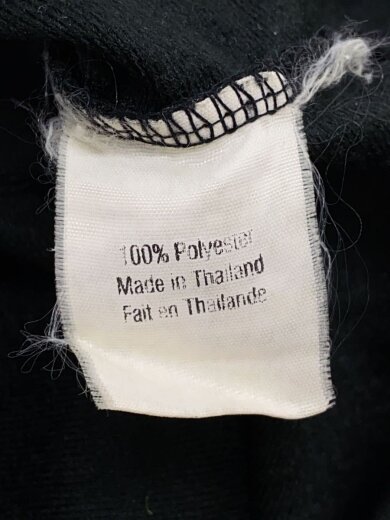 100% Polyester
Made in Thailand
Fait en Thailande